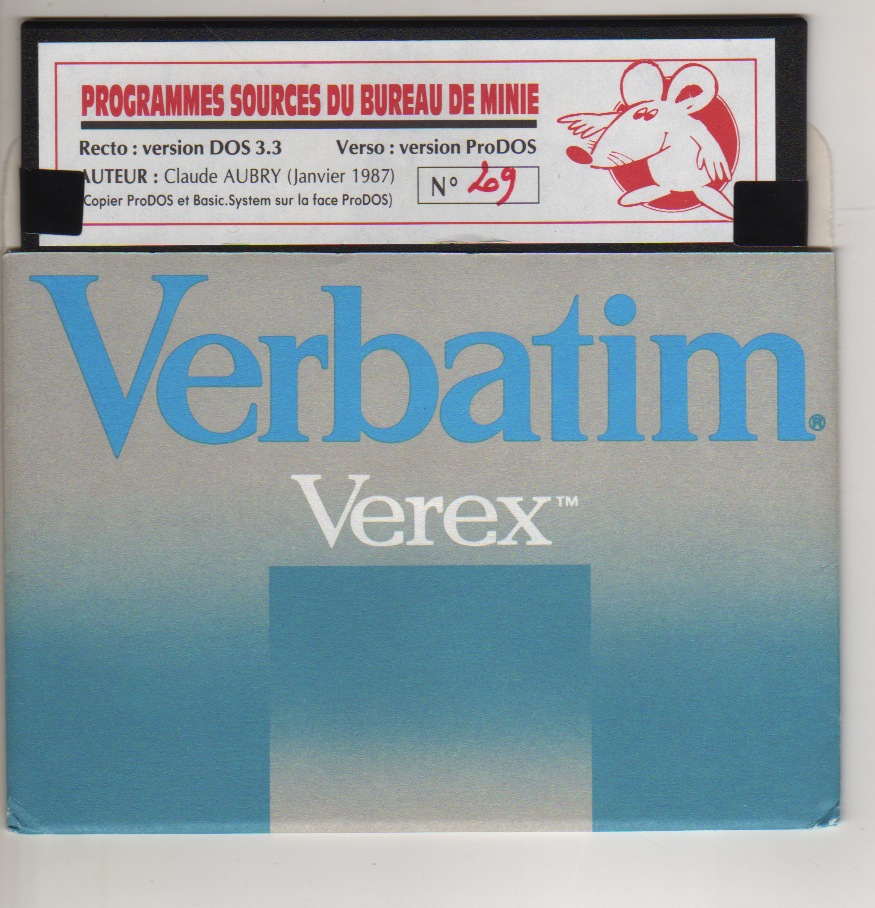 PROGRAMMES SOURCES DU BUREAU DE MINIE
Recto : version DOS 3.3 Verso : version ProDOS
AUTEUR : Claude AUBRY (Janvier 1987)
Copier ProDOS et Basic.System sur la face ProDOS)
N° 209
Verbatim®
Verex™